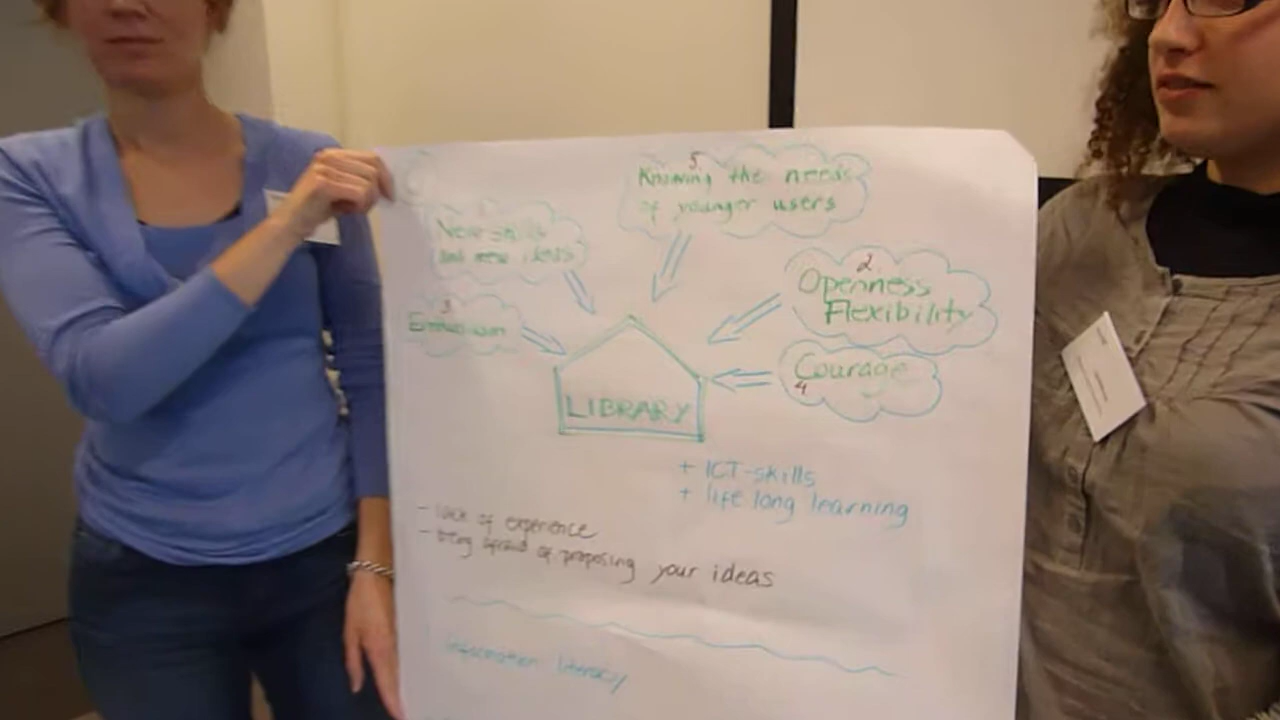 5.
Knowing the needs
of younger users
New skills
and new ideas
2.
Openness
Flexibility
3.
Enthusiasm
Courage
4
LIBRARY
+ ICT-skills
+ life long learning
- lack of experience
- being afraid of proposing your ideas
Information literacy